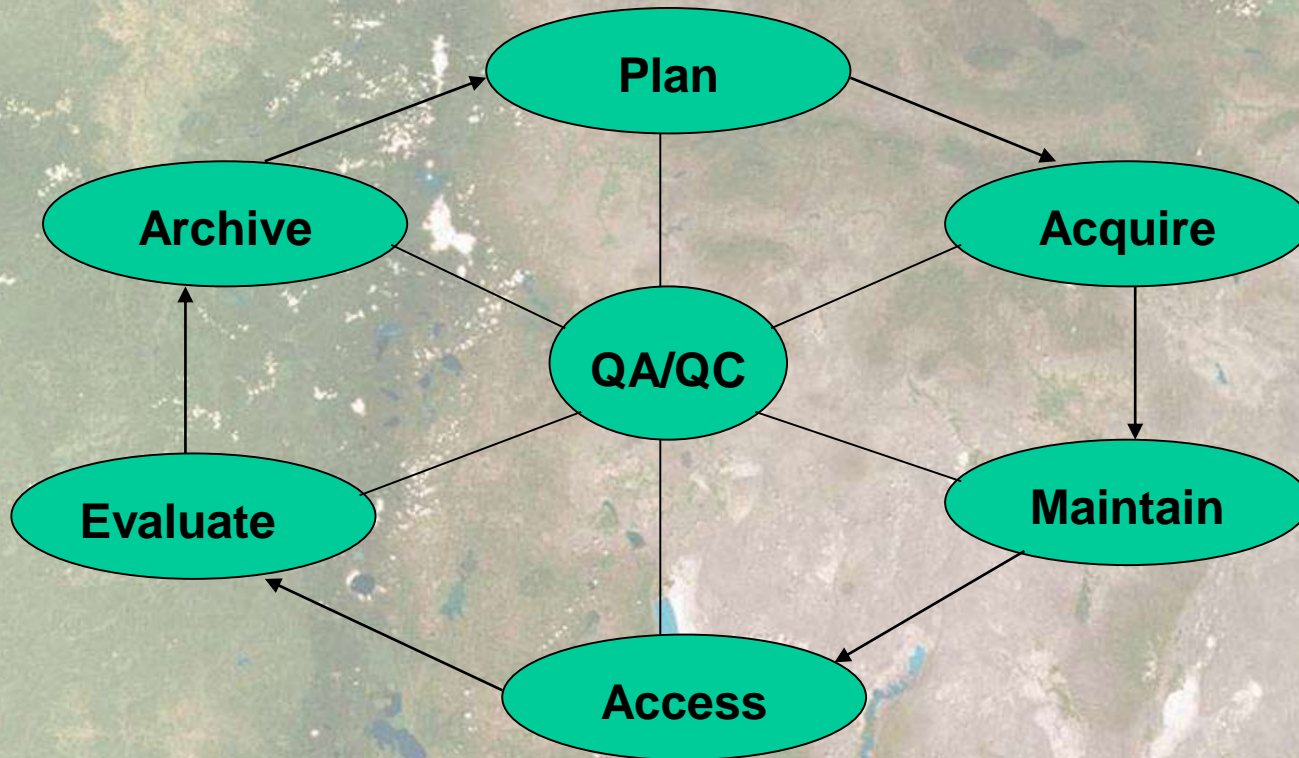 Plan
Archive
Acquire
QA/QC
Evaluate
Maintain
Access